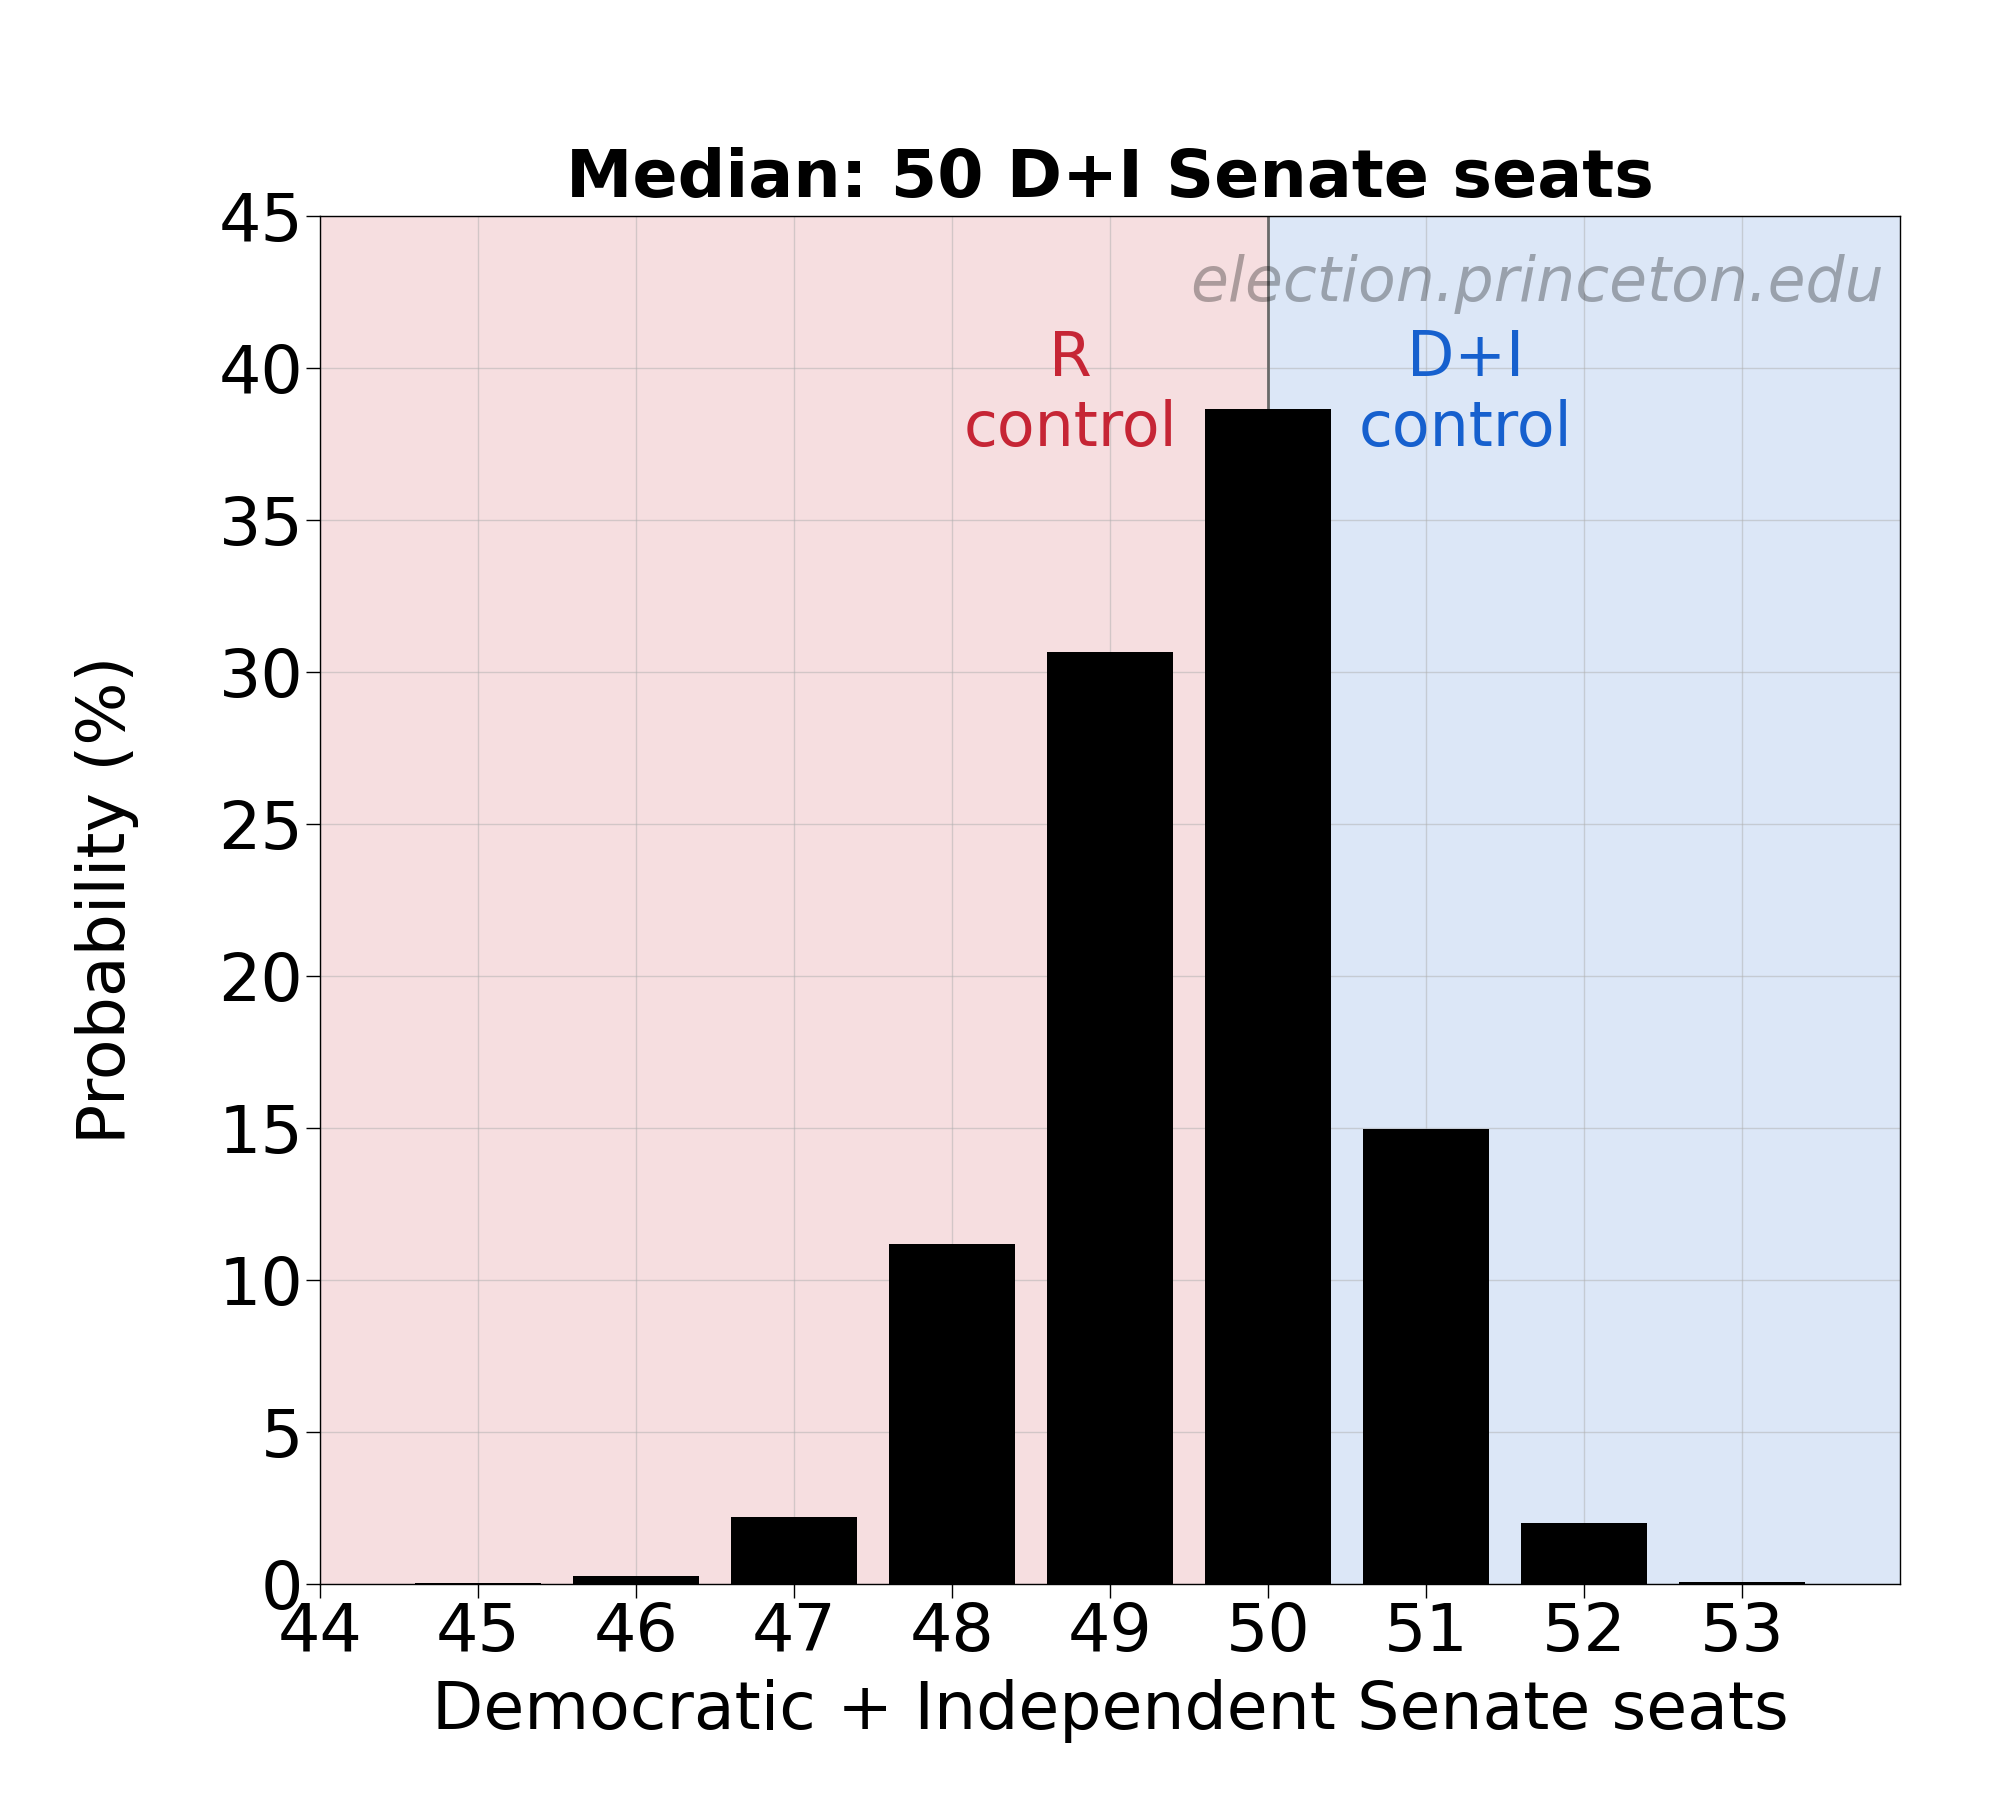 Median: 50 D+I Senate seats
election.princeton.edu
R
control
D+I
control
45
40
35
30
25
20
15
10
5
0
Probability (%)
44 45 46 47 48 49 50 51 52 53
Democratic + Independent Senate seats